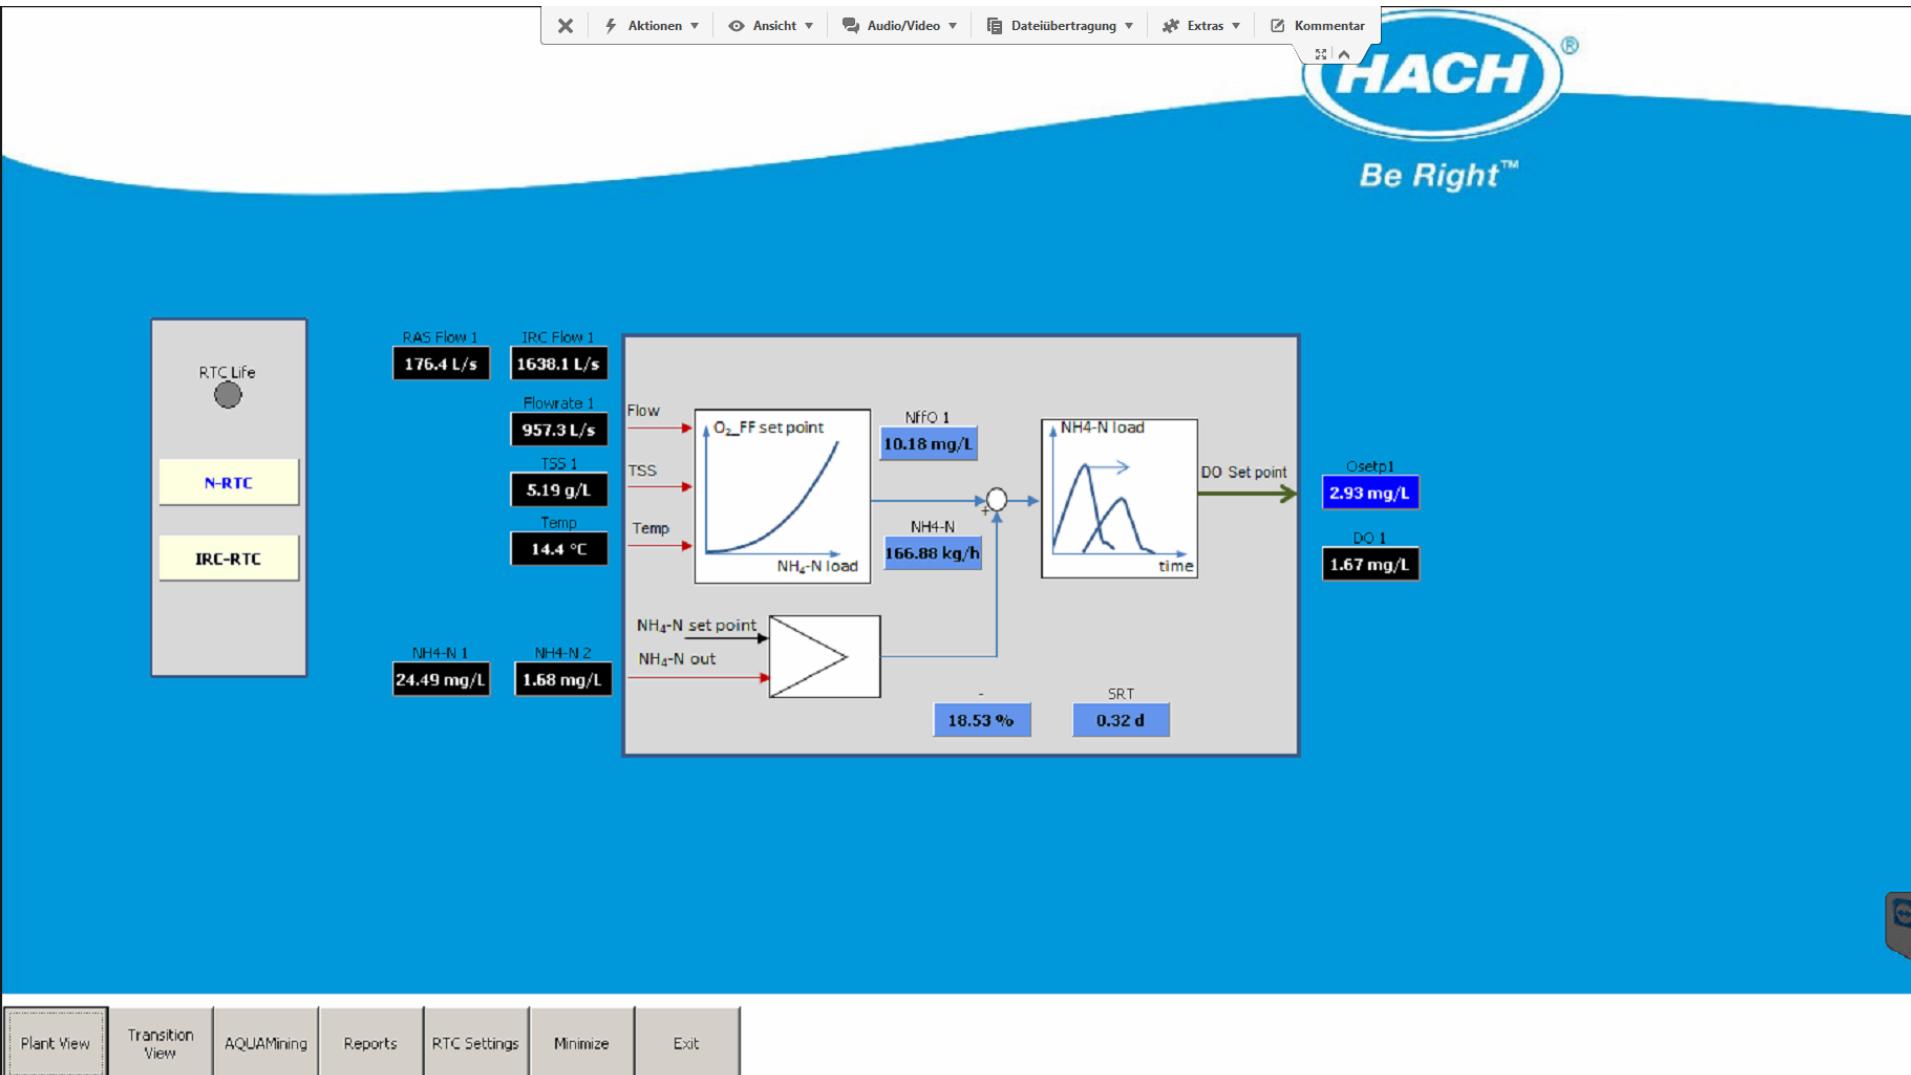 Aktionen
Ansicht
Audio/Video
Dateiübertragung
Extras
Kommentar
HACH ®
Be Right™
RTC Life
N-RTC
IRC-RTC
RAS Flow 1
176.4 L/s
IRC Flow 1
1638.1 L/s
Flowrate 1
957.3 L/s
TSS 1
5.19 g/L
Temp
14.4 °C
NH4-N 1
24.49 mg/L
NH4-N 2
1.68 mg/L
Flow
TSS
Temp
O₂_FF set point
NH₄-N load
NffO 1
10.18 mg/L
NH4-N
166.88 kg/h
+
NH4-N load
time
DO Set point
Osetp1
2.93 mg/L
DO 1
1.67 mg/L
NH₄-N set point
NH₄-N out
-
18.53 %
SRT
0.32 d
Plant View
Transition
View
AQUAMining
Reports
RTC Settings
Minimize
Exit